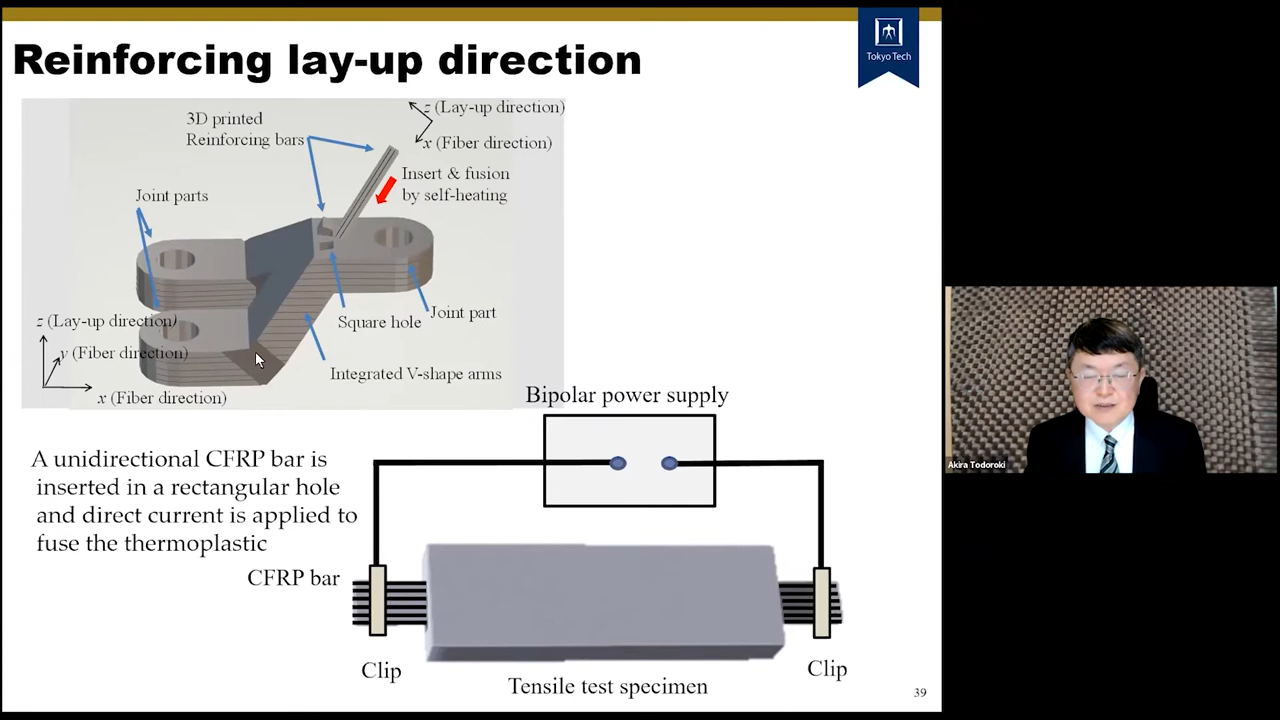 Reinforcing lay-up direction
Tokyo Tech
3D printed
Reinforcing bars
z (Lay-up direction)
x (Fiber direction)
Insert & fusion
by self-heating
Joint parts
Joint part
Square hole
Integrated V-shape arms
z (Lay-up direction)
y (Fiber direction)
x (Fiber direction)
Bipolar power supply
A unidirectional CFRP bar is
inserted in a rectangular hole
and direct current is applied to
fuse the thermoplastic
CFRP bar
Clip
Clip
Tensile test specimen
39
Akira Todoroki